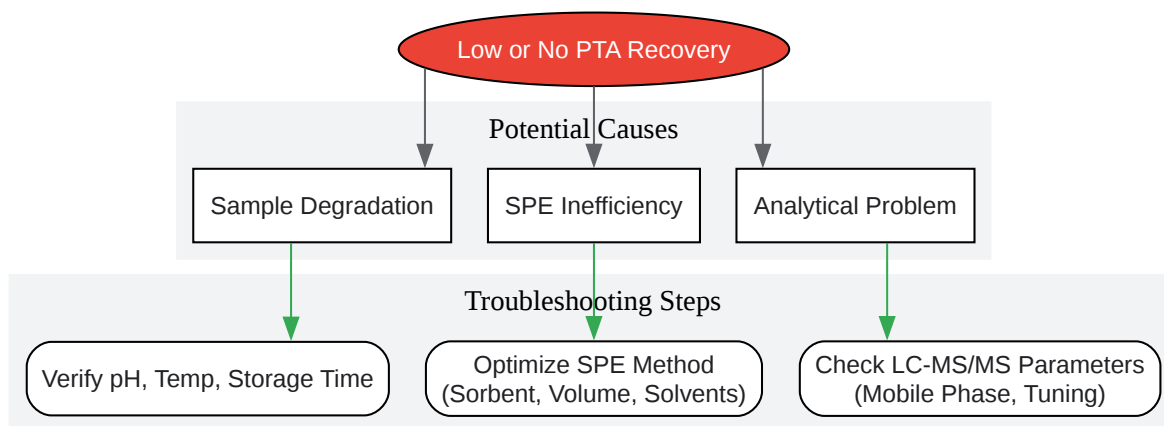 Low or No PTA Recovery
Potential Causes
Sample Degradation
SPE Inefficiency
Analytical Problem
Troubleshooting Steps
Verify pH, Temp, Storage Time
Optimize SPE Method
(Sorbent, Volume, Solvents)
Check LC-MS/MS Parameters
(Mobile Phase, Tuning)